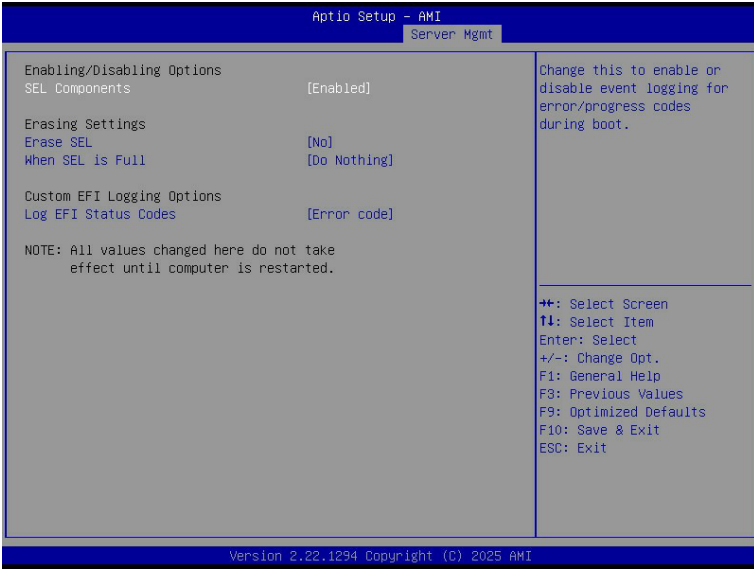 Aptio Setup – AMI
Server Mgmt
Enabling/Disabling Options
SEL Components [Enabled]
Erasing Settings
Erase SEL [No]
When SEL is Full [Do Nothing]
Custom EFI Logging Options
Log EFI Status Codes [Error code]
NOTE: All values changed here do not take
effect until computer is restarted.
Change this to enable or
disable event logging for
error/progress codes
during boot.
→←: Select Screen
↑↓: Select Item
Enter: Select
+/-: Change Opt.
F1: General Help
F3: Previous Values
F9: Optimized Defaults
F10: Save & Exit
ESC: Exit
Version 2.22.1294 Copyright (C) 2025 AMI